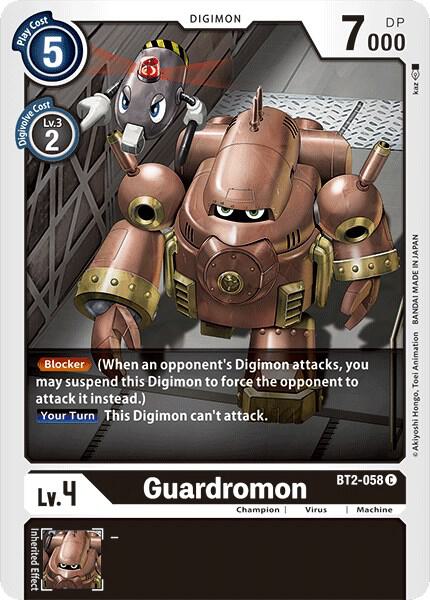 DIGIMON
Play Cost
5
7000
DP
Digivolve Cost
Lv.3
2
kaz
Blocker (When an opponent's Digimon attacks, you
may suspend this Digimon to force the opponent to
attack it instead.)
Your Turn This Digimon can't attack.
© Akiyoshi Hongo, Toei Animation BANDAI MADE IN JAPAN
BT2-058 C
Lv.4
Guardromon
Champion | Virus | Machine
Inherited Effect
–